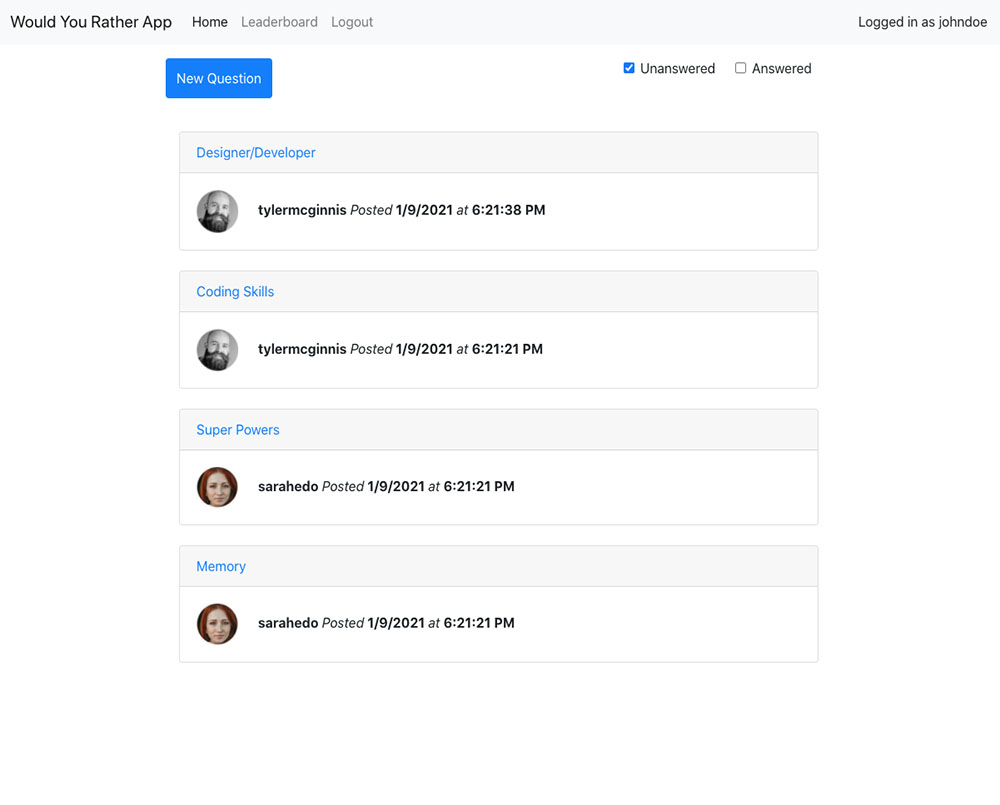 Would You Rather App Home Leaderboard Logout Logged in as johndoe
New Question Unanswered Answered
Designer/Developer
tylermcginnis Posted 1/9/2021 at 6:21:38 PM
Coding Skills
tylermcginnis Posted 1/9/2021 at 6:21:21 PM
Super Powers
sarahedo Posted 1/9/2021 at 6:21:21 PM
Memory
sarahedo Posted 1/9/2021 at 6:21:21 PM